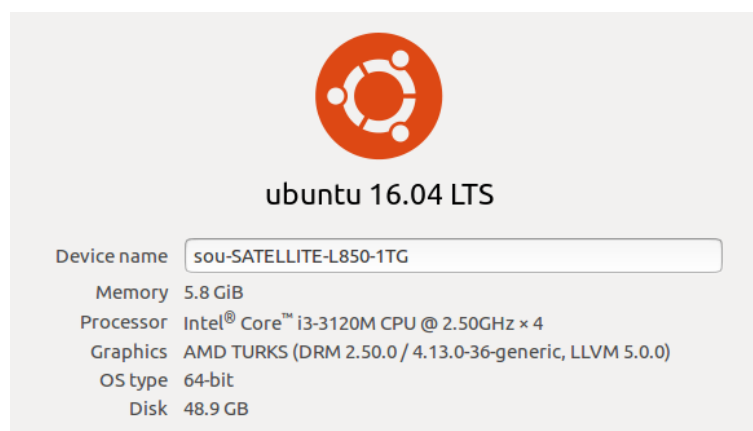 ubuntu 16.04 LTS
Device name sou-SATELLITE-L850-1TG
Memory 5.8 GiB
Processor Intel® Core™ i3-3120M CPU @ 2.50GHz × 4
Graphics AMD TURKS (DRM 2.50.0 / 4.13.0-36-generic, LLVM 5.0.0)
OS type 64-bit
Disk 48.9 GB